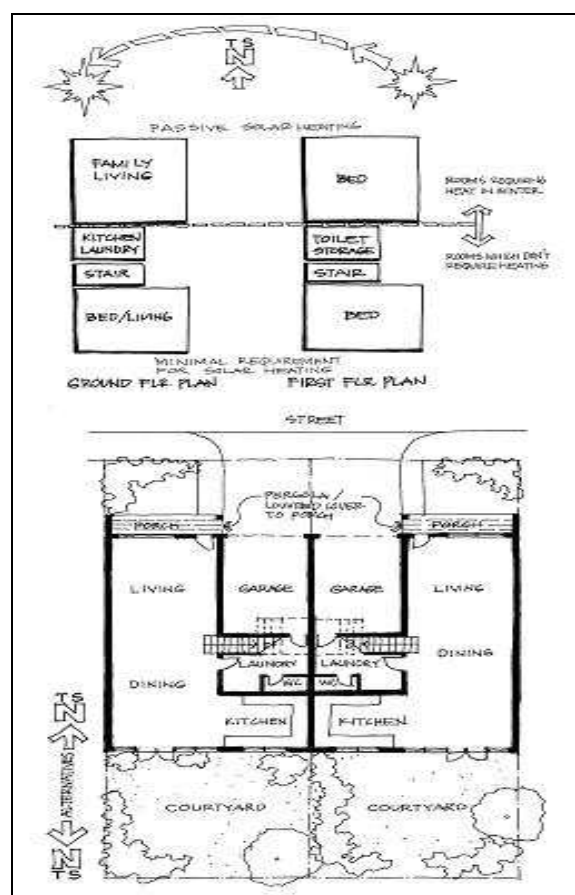 TS
N
PASSIVE SOLAR HEATING
FAMILY
LIVING
BED
ROOMS REQUIRING
HEAT IN WINTER
KITCHEN
LAUNDRY
TOILET
STORAGE
STAIR
STAIR
ROOMS WHICH DON'T
REQUIRE HEATING
BED/LIVING
BED
MINIMAL REQUIREMENT
FOR SOLAR HEATING
GROUND FLR PLAN
FIRST FLR PLAN
STREET
PERGOLA/
LOUVRED COVER
TO PORCH
PORCH
PORCH
LIVING
GARAGE
GARAGE
LIVING
LAUNDRY
LAUNDRY
DINING
DINING
WC
WC
KITCHEN
KITCHEN
TS
N
ALTERNATIVES
N
TS
COURTYARD
COURTYARD